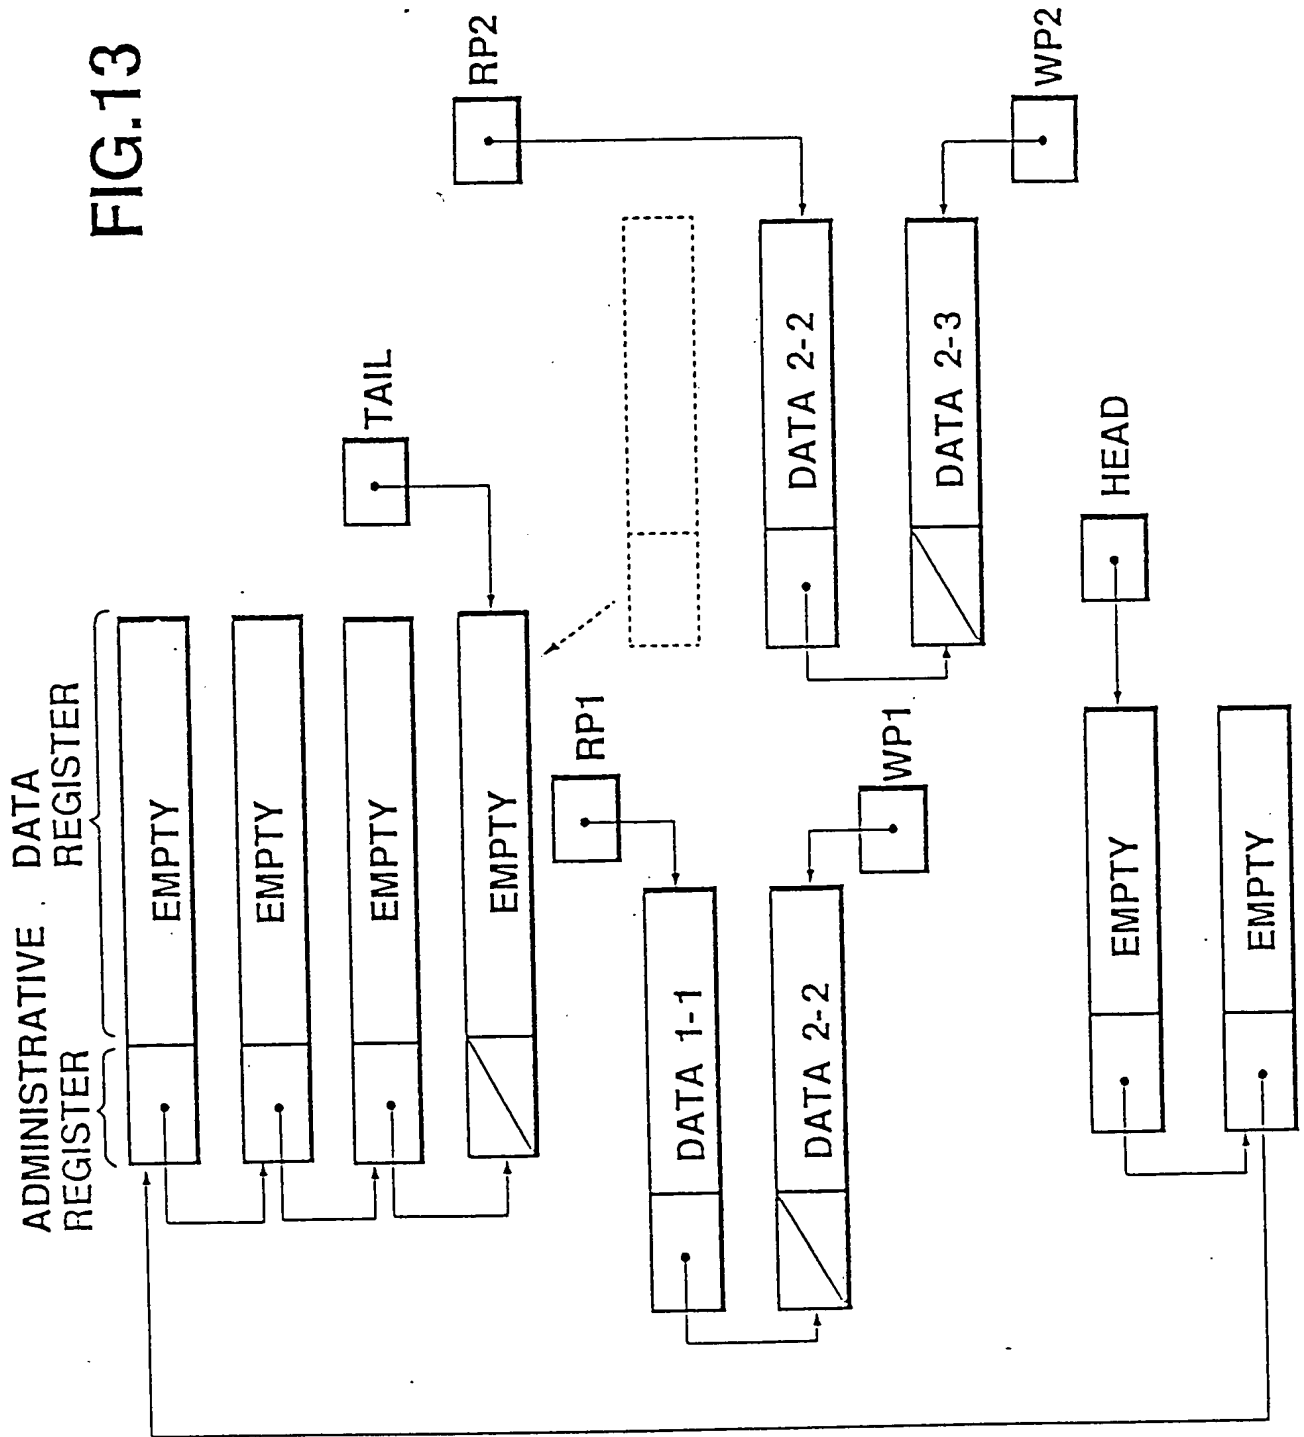 FIG.13
ADMINISTRATIVE DATA
REGISTER REGISTER
EMPTY
EMPTY
EMPTY
EMPTY
TAIL
RP1
DATA 1-1
DATA 2-2
WP1
RP2
DATA 2-2
DATA 2-3
WP2
HEAD
EMPTY
EMPTY